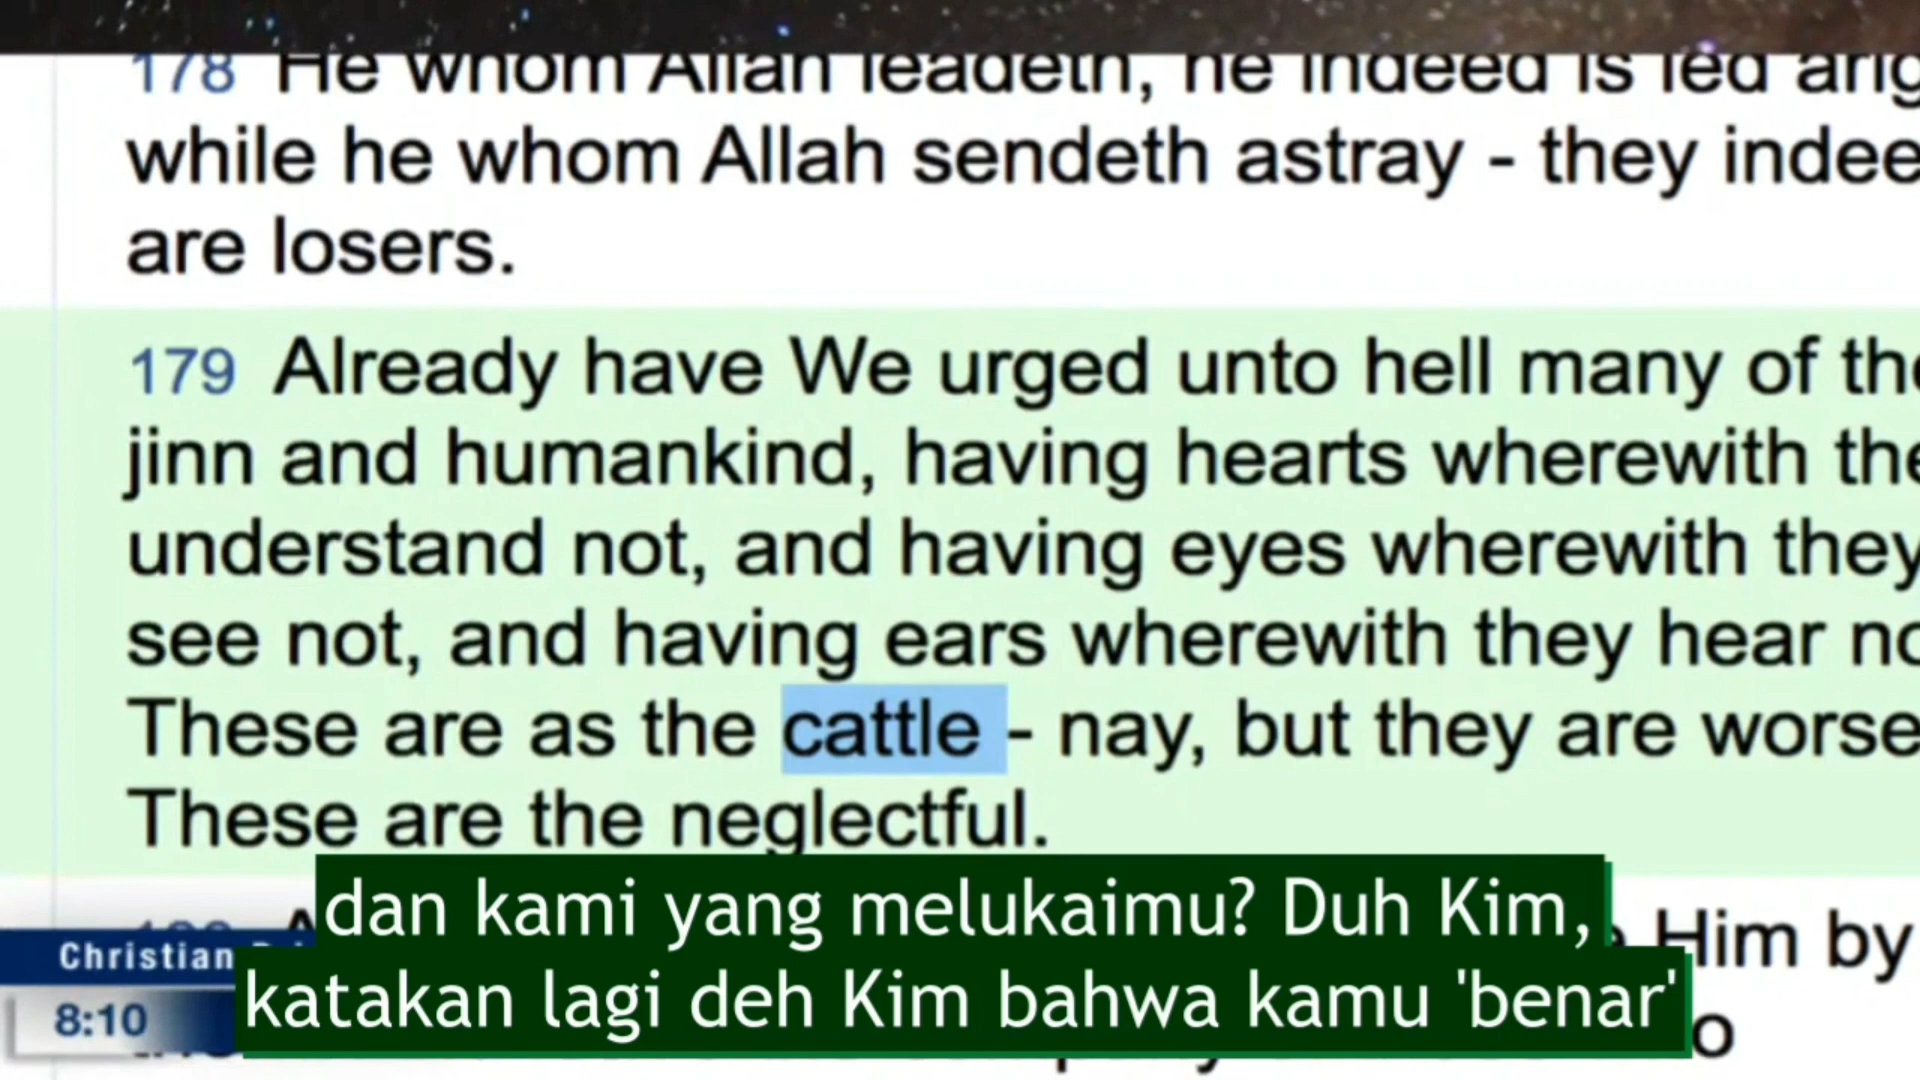 178 He whom Allah leadeth, he indeed is led
while he whom Allah sendeth astray - they
are losers.
179 Already have We urged unto hell many of
jinn and humankind, having hearts wherewith
understand not, and having eyes wherewith they
see not, and having ears wherewith they hear
These are as the cattle - nay, but they are worse
These are the neglectful.
dan kami yang melukaimu? Duh Kim,
Him by
Christian
katakan lagi deh Kim bahwa kamu 'benar'
8:10